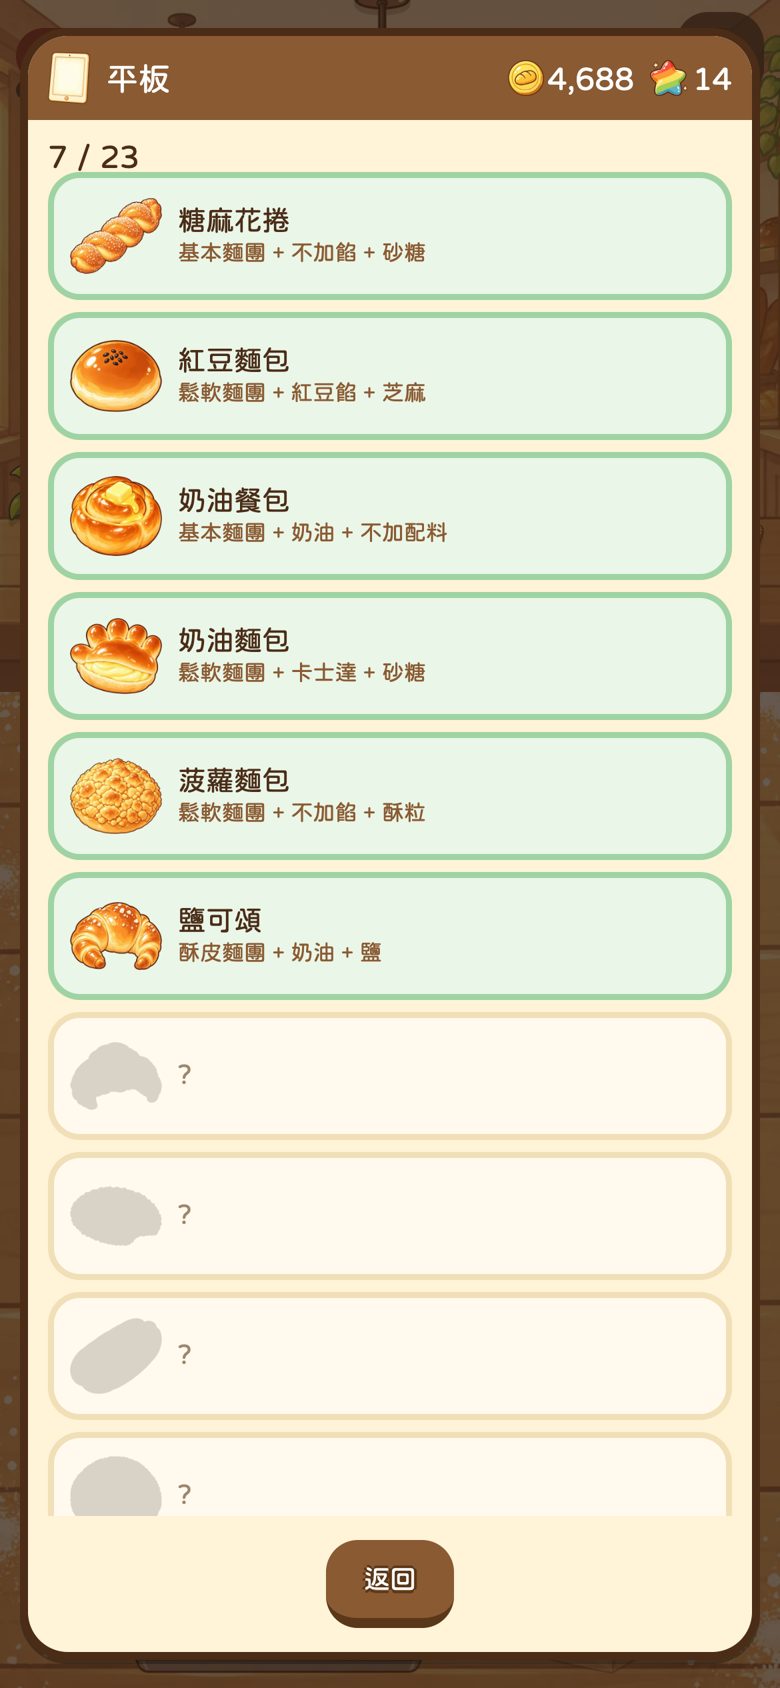 平板
4,688
14
7 / 23
糖麻花捲
基本麵團 + 不加餡 + 砂糖
紅豆麵包
鬆軟麵團 + 紅豆餡 + 芝麻
奶油餐包
基本麵團 + 奶油 + 不加配料
奶油麵包
鬆軟麵團 + 卡士達 + 砂糖
菠蘿麵包
鬆軟麵團 + 不加餡 + 酥粒
鹽可頌
酥皮麵團 + 奶油 + 鹽
?
?
?
?
返回